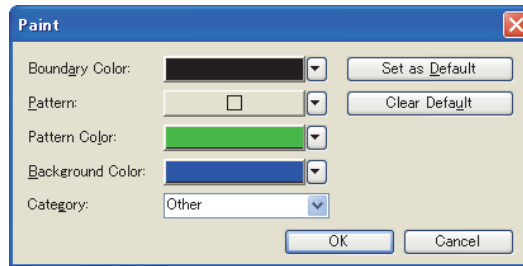 Paint
Boundary Color:
Set as Default
Pattern:
Clear Default
Pattern Color:
Background Color:
Category:
Other
OK
Cancel